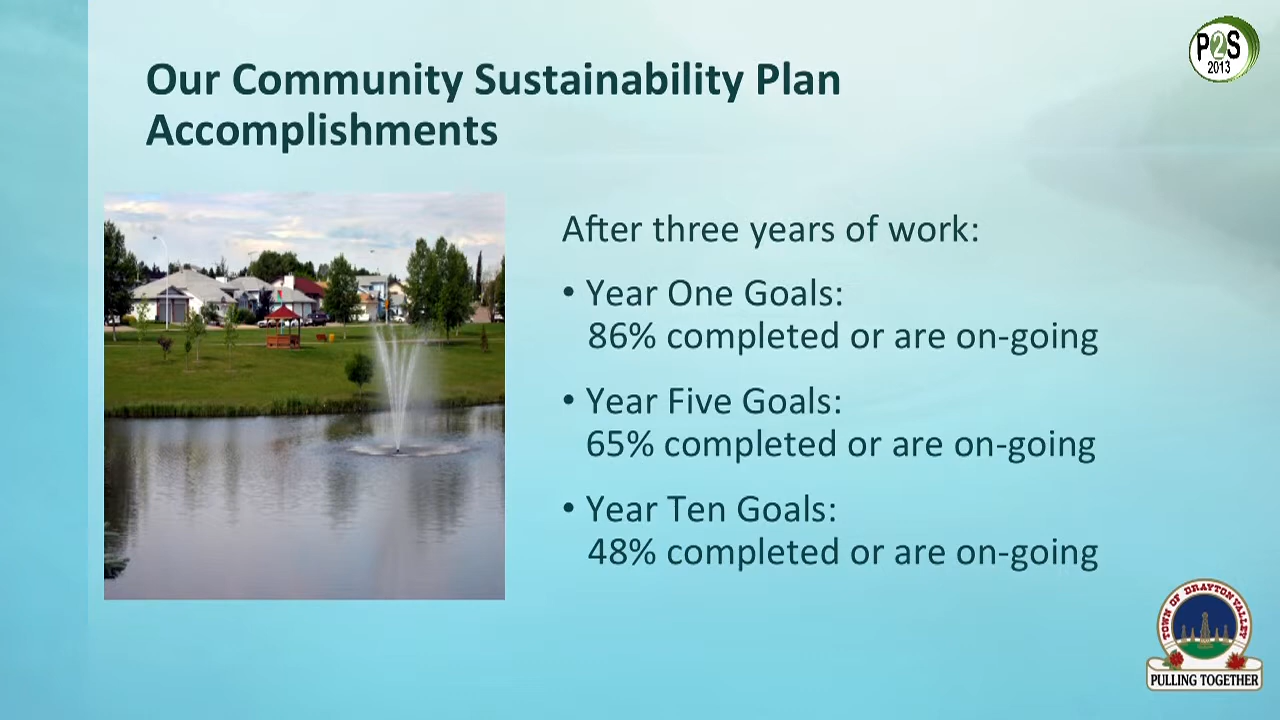 Our Community Sustainability Plan
Accomplishments
P2S
2013
After three years of work:
• Year One Goals:
86% completed or are on-going
• Year Five Goals:
65% completed or are on-going
• Year Ten Goals:
48% completed or are on-going
TOWN OF DRAYTON VALLEY
PULLING TOGETHER